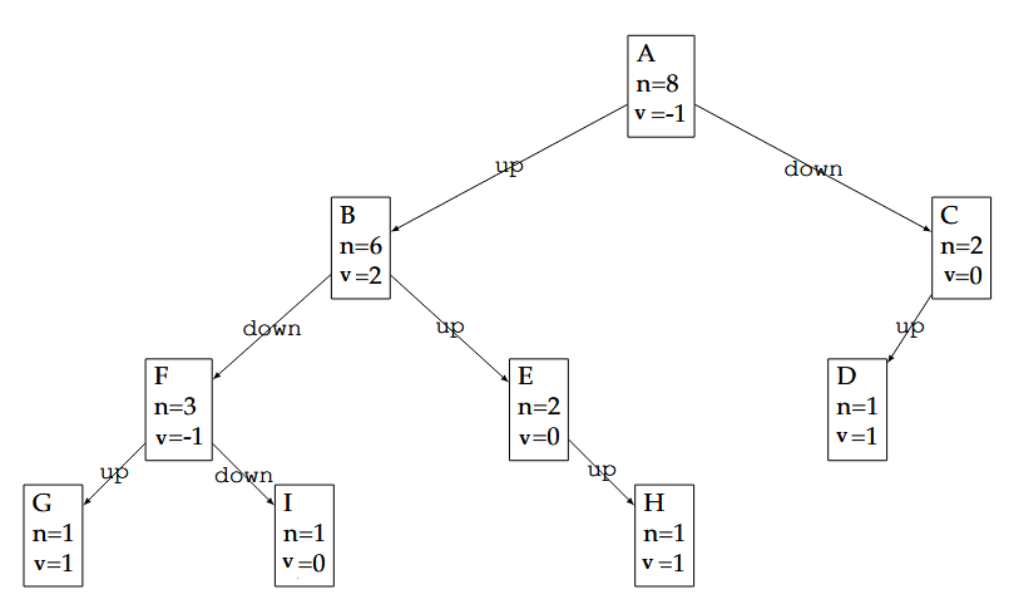 A
n=8
v =-1
up
down
B
n=6
v =2
C
n=2
v=0
down
up
up
F
n=3
v=-1
E
n=2
v=0
D
n=1
v =1
up
down
up
G
n=1
v=1
I
n=1
v =0
H
n=1
v =1